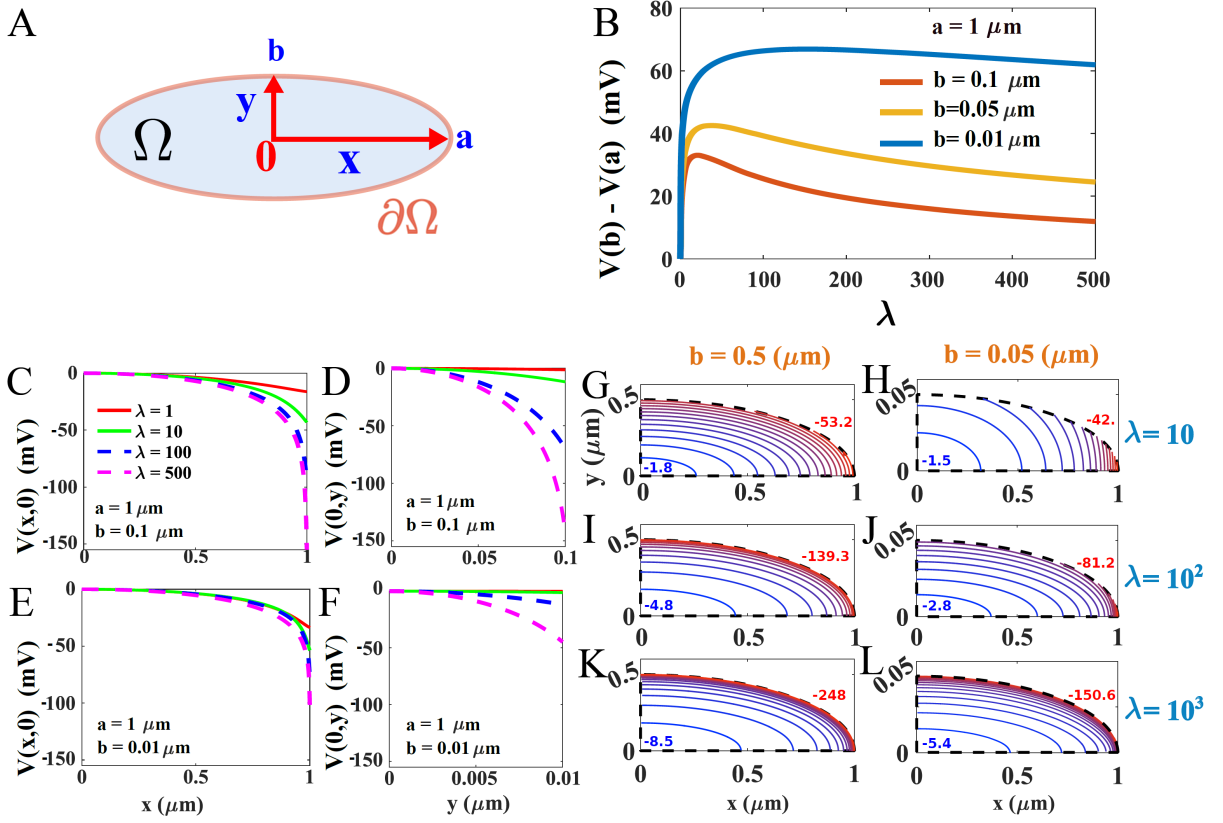 A
b
y
Ω
0
x
a
∂Ω
B
V(b) - V(a) (mV)
80
60
40
20
0
a = 1 μm
b = 0.1 μm
b=0.05 μm
b= 0.01 μm
0
100
200
300
400
500
λ
C
V(x,0) (mV)
0
-50
-100
-150
λ = 1
λ = 10
λ = 100
λ = 500
a = 1 μm
b = 0.1 μm
0
0.5
1
D
V(0,y) (mV)
0
-50
-100
-150
a = 1 μm
b = 0.1 μm
0
0.05
0.1
E
V(x,0) (mV)
0
-50
-100
-150
a = 1 μm
b = 0.01 μm
0
0.5
1
x (μm)
F
V(0,y) (mV)
0
-50
-100
-150
a = 1 μm
b = 0.01 μm
0
0.005
0.01
y (μm)
b = 0.5 (μm)
b = 0.05 (μm)
G
y (μm)
0.5
0
-53.2
-1.8
0
0.5
1
H
0.05
0
-42.
-1.5
0
0.5
1
λ= 10
I
0.5
0
-139.3
-4.8
0
0.5
1
J
0.05
0
-81.2
-2.8
0
0.5
1
λ= 10²
K
0.5
0
-248
-8.5
0
0.5
1
x (μm)
L
0.05
0
-150.6
-5.4
0
0.5
1
x (μm)
λ= 10³